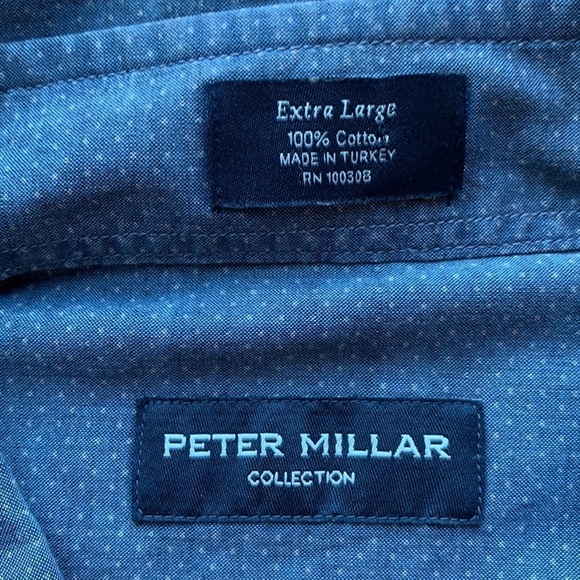 Extra Large
100% Cotton
MADE IN TURKEY
RN 100308
PETER MILLAR
COLLECTION